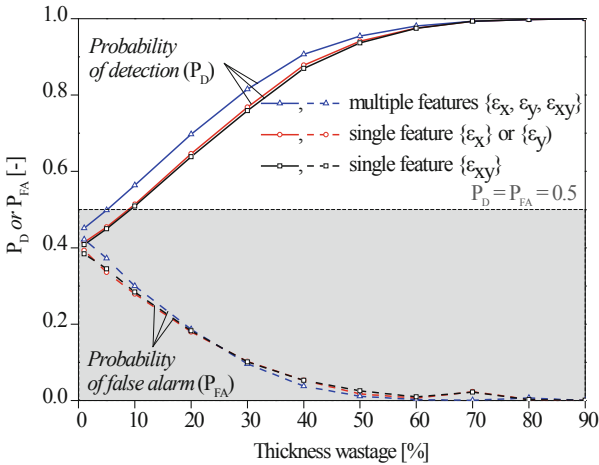 1.0
0.8
0.6
0.4
0.2
0.0
P_D or P_FA [-]
Probability
of detection (P_D)
, multiple features {ε_x, ε_y, ε_xy}
, single feature {ε_x} or {ε_y)
, single feature {ε_xy}
P_D = P_FA = 0.5
Probability
of false alarm (P_FA)
0 10 20 30 40 50 60 70 80 90
Thickness wastage [%]